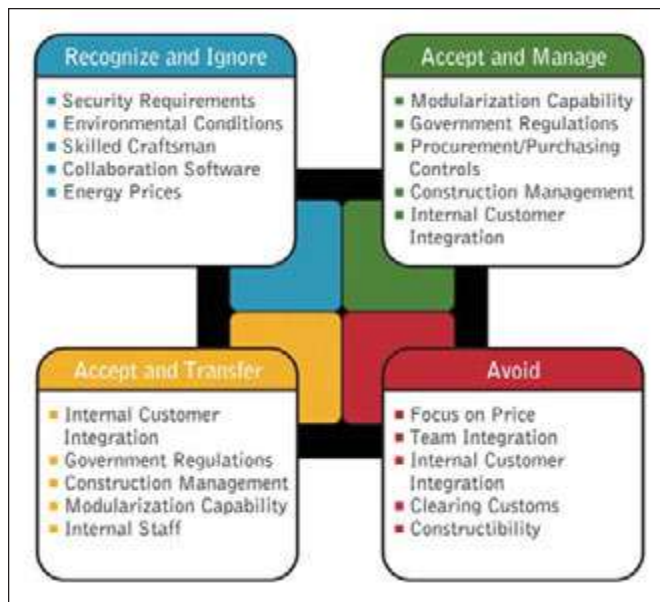 Recognize and Ignore
Security Requirements
Environmental Conditions
Skilled Craftsman
Collaboration Software
Energy Prices
Accept and Manage
Modularization Capability
Government Regulations
Procurement/Purchasing
Controls
Construction Management
Internal Customer
Integration
Accept and Transfer
Internal Customer
Integration
Government Regulations
Construction Management
Modularization Capability
Internal Staff
Avoid
Focus on Price
Team Integration
Internal Customer
Integration
Clearing Customs
Constructibility